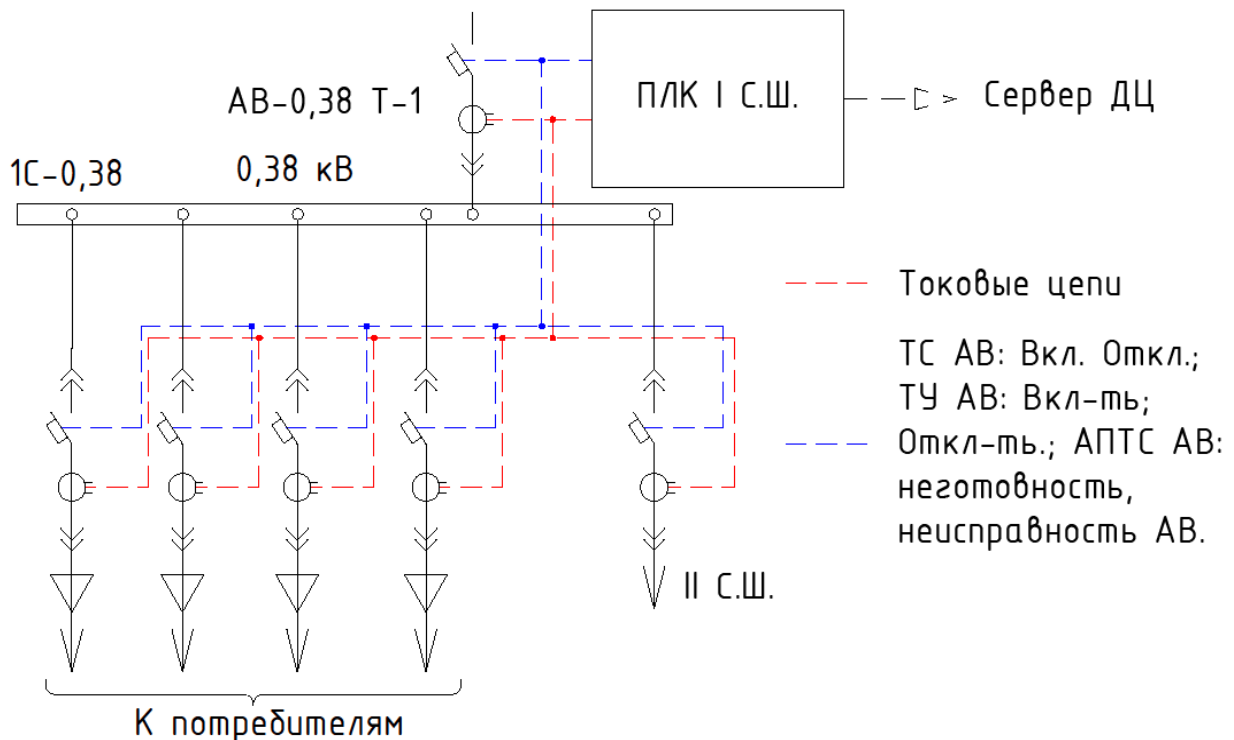 АВ-0,38 Т-1
ПЛК I С.Ш.
Сервер ДЦ
1С-0,38
0,38 кВ
Токовые цепи
ТС АВ: Вкл. Откл.;
ТУ АВ: Вкл-ть;
Откл-ть.; АПТС АВ:
неготовность,
неисправность АВ.
II С.Ш.
К потребителям